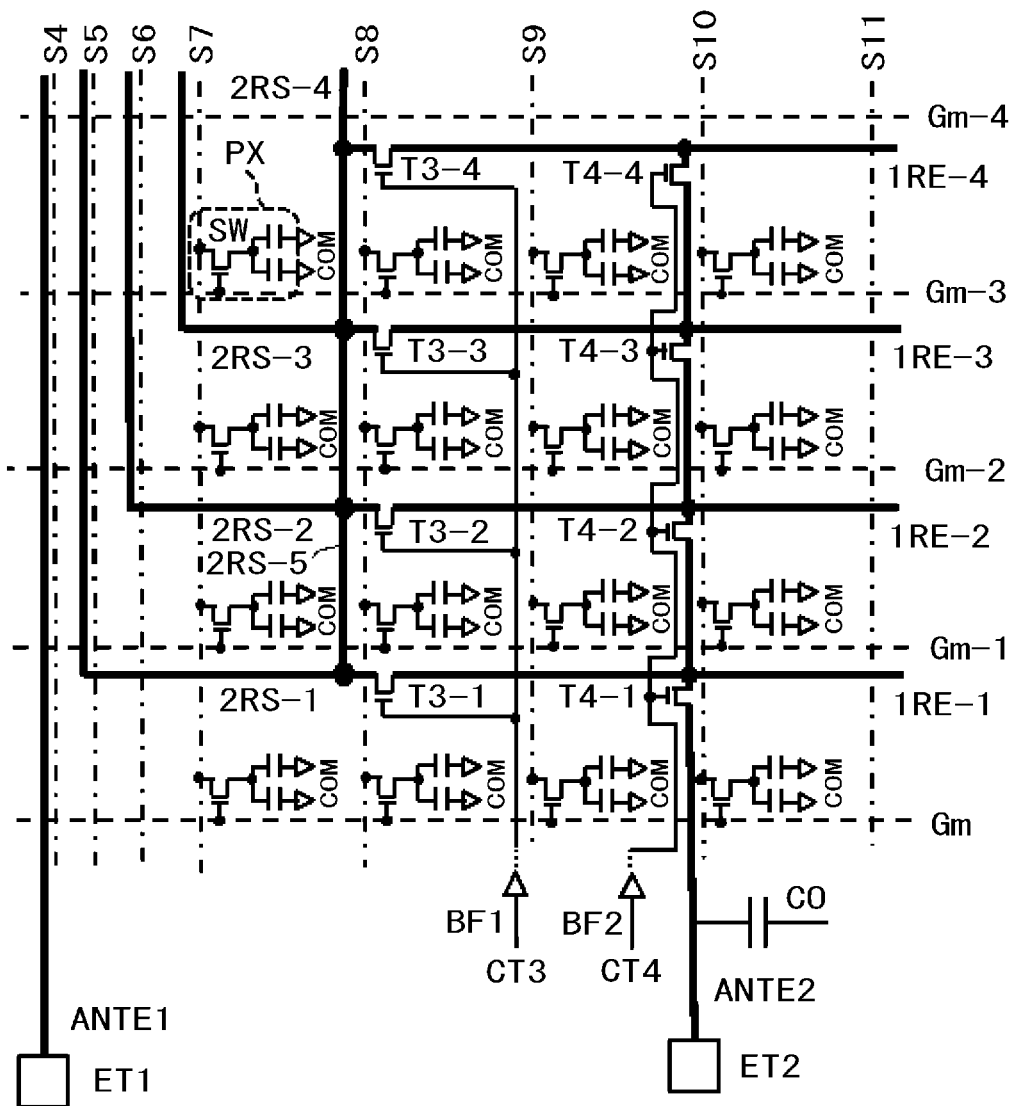 S4
S5
S6
S7
S8
S9
S10
S11
2RS-4
Gm-4
PX
T3-4
T4-4
1RE-4
SW
COM
COM
COM
COM
Gm-3
2RS-3
T3-3
T4-3
1RE-3
COM
COM
COM
COM
Gm-2
2RS-2
T3-2
T4-2
1RE-2
2RS-5
COM
COM
COM
COM
Gm-1
2RS-1
T3-1
T4-1
1RE-1
COM
COM
COM
COM
Gm
CO
BF1
BF2
CT3
CT4
ANTE2
ANTE1
ET1
ET2